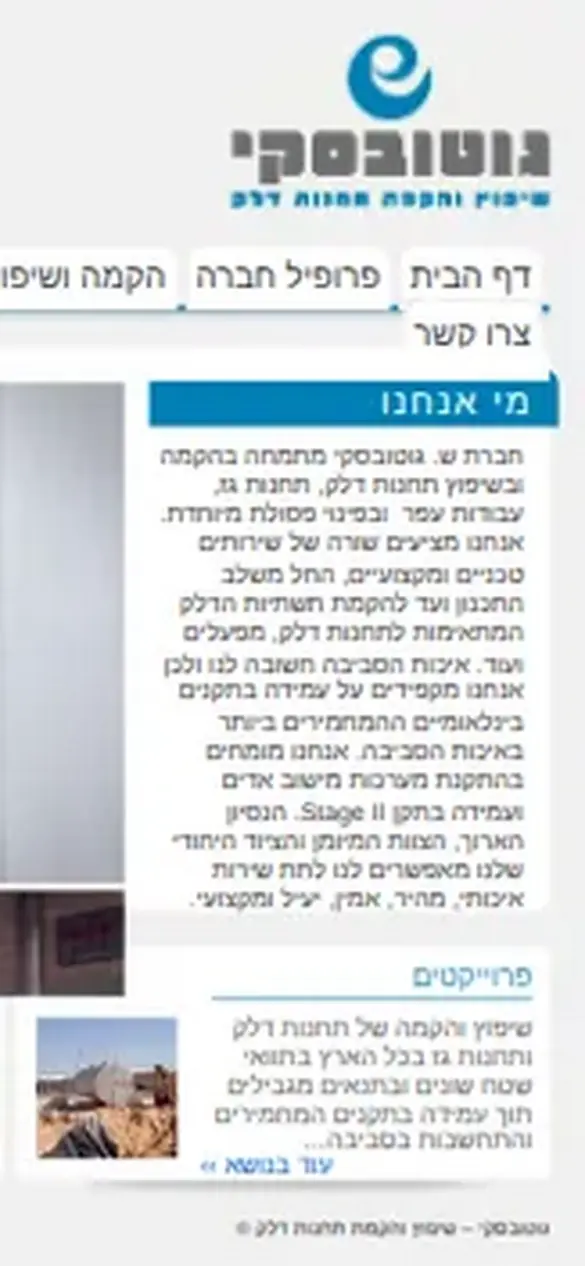 גוטובסקי
שיפוץ והקמת תחנות דלק
דף הבית
פרופיל חברה
הקמה ושיפו
צרו קשר
מי אנחנו
חברת ש. גוטובסקי מתמחה בהקמה
ובשיפוץ תחנות דלק, תחנות גז,
עבודות עפר ובפינוי פסולת מיוחדת.
אנחנו מציעים שורה של שירותים
טכניים ומקצועיים, החל משלב
התכנון ועד להקמת תשתיות הדלק
המתאימות לתחנות דלק, מפעלים
ועוד. איכות הסביבה חשובה לנו ולכן
אנחנו מקפידים על עמידה בתקנים
בינלאומיים ההמחמירים ביותר
באיכות הסביבה. אנחנו מומחים
בהתקנת מערכות מישוב אדים
ועמידה בתקן Stage II. הנסיון
הארוך, הצוות המיומן והציוד היחודי
שלנו מאפשרים לנו לתת שירות
איכותי, מהיר, אמין, יעיל ומקצועי.
פרוייקטים
שיפוץ והקמה של תחנות דלק
ותחנות גז בכל הארץ בתוואי
שטח שונים ובתנאים מגבילים
תוך עמידה בתקנים המחמירים
והתחשבות בסביבה...
עוד בנושא »
גוטובסקי – שיפוץ והקמת תחנות דלק ©